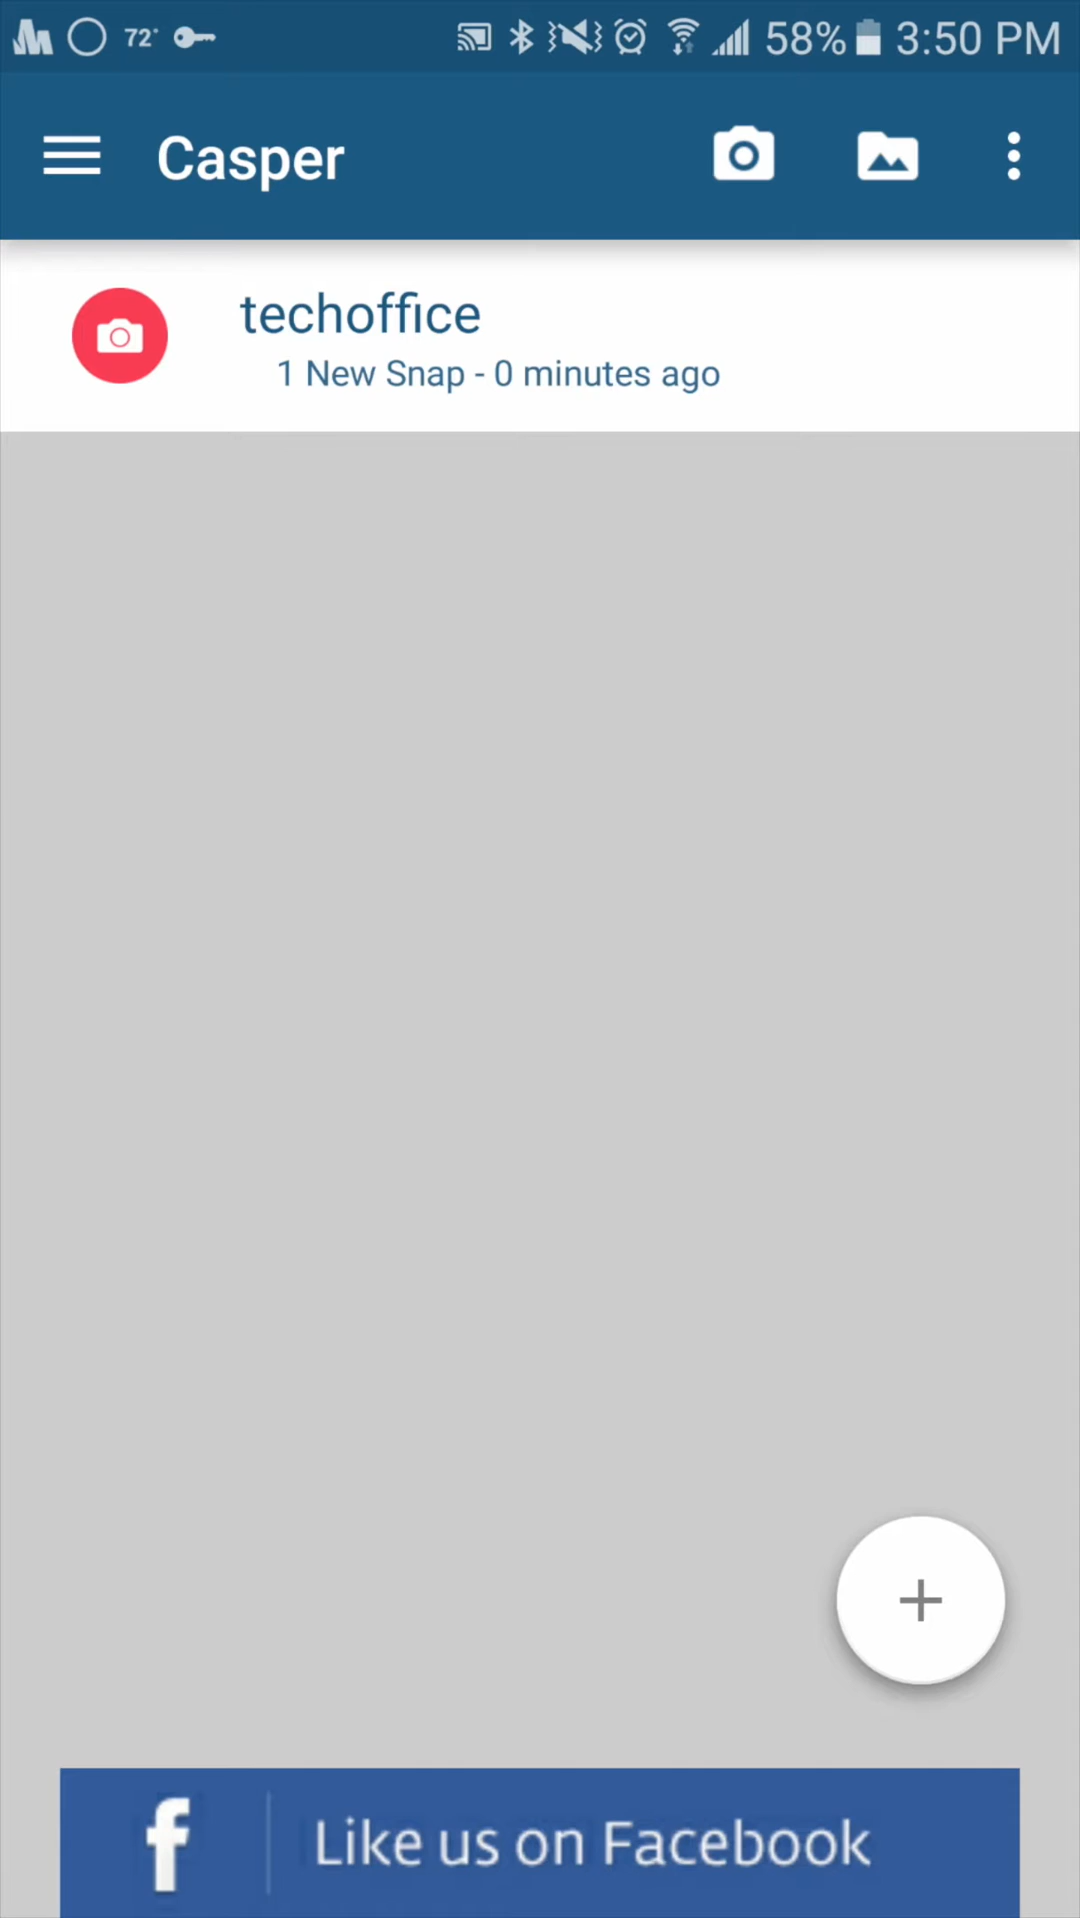 72° 58% 3:50 PM
Casper
techoffice
1 New Snap - 0 minutes ago
f Like us on Facebook